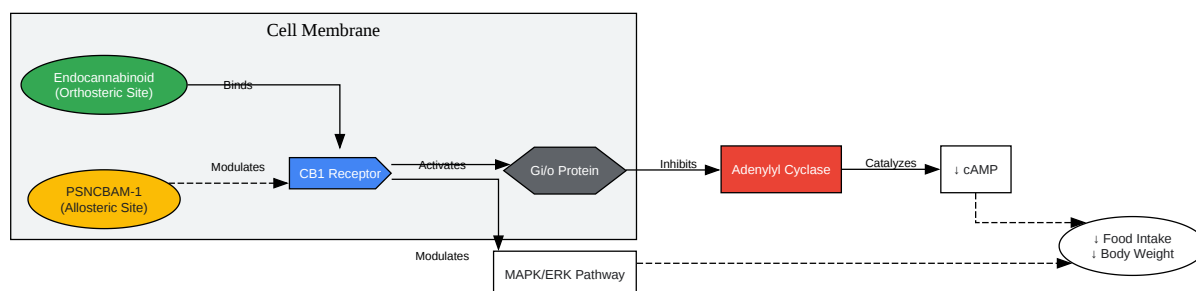 Cell Membrane
Endocannabinoid
(Orthosteric Site)
Binds
PSNCBAM-1
(Allosteric Site)
Modulates
CB1 Receptor
Activates
Gi/o Protein
Inhibits
Adenylyl Cyclase
Catalyzes
↓ cAMP
Modulates
MAPK/ERK Pathway
↓ Food Intake
↓ Body Weight